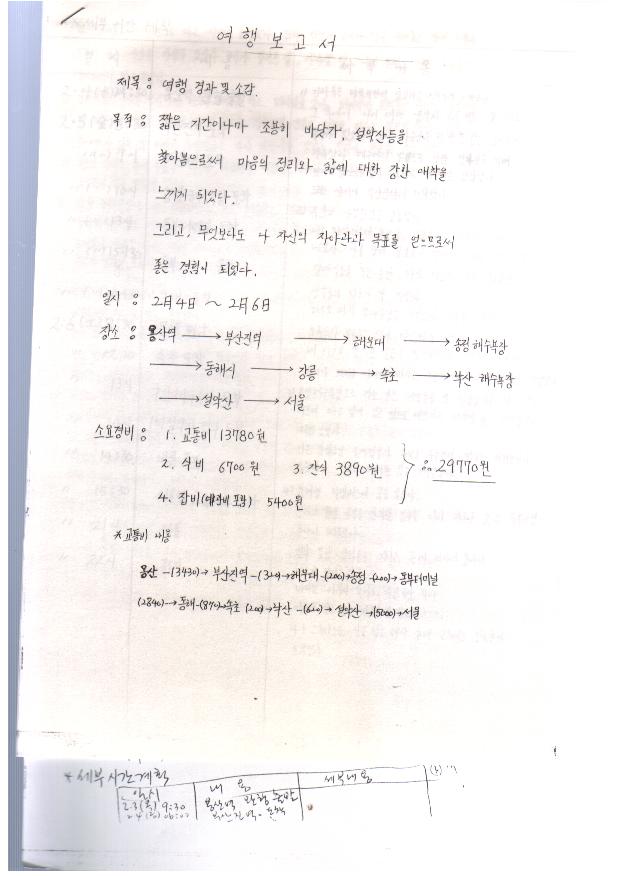 여행보고서
제목 : 여행 경과 및 소감.
목적 : 짧은 기간이나마 조용히 바닷가, 설악산등을
찾아봄으로써 마음의 정리와 삶에 대한 강한 애착을
느끼게 되었다.
그리고, 무엇보다도 나 자신의 자아관과 목표를 얻으므로서
좋은 경험이 되었다.
일시 : 2月 4日 ~ 2月 6日
장소 : 용산역 → 부산진역 → 해운대 → 송정 해수욕장
→ 동해시 → 강릉 → 속초 → 낙산 해수욕장
→ 설악산 → 서울
소요경비 : 1. 교통비 13780원
2. 식비 6700원 3. 간식 3890원 ∴ 29770원
4. 잡비(대작비 포함) 5400원
* 교통비 내용
용산 -(3430)→ 부산진역 -(320)→ 해운대 -(200)→ 송정 -(200)→ 동부터미널
(2840)→ 동해 -(870)→ 속초 (200)→ 낙산 -(620)→ 설악산 →(5000)→ 서울
* 세부시간계획
일시 내용 세부내용
2.3(목) 9:30 용산역 출발
2.4 06:02 부산진역